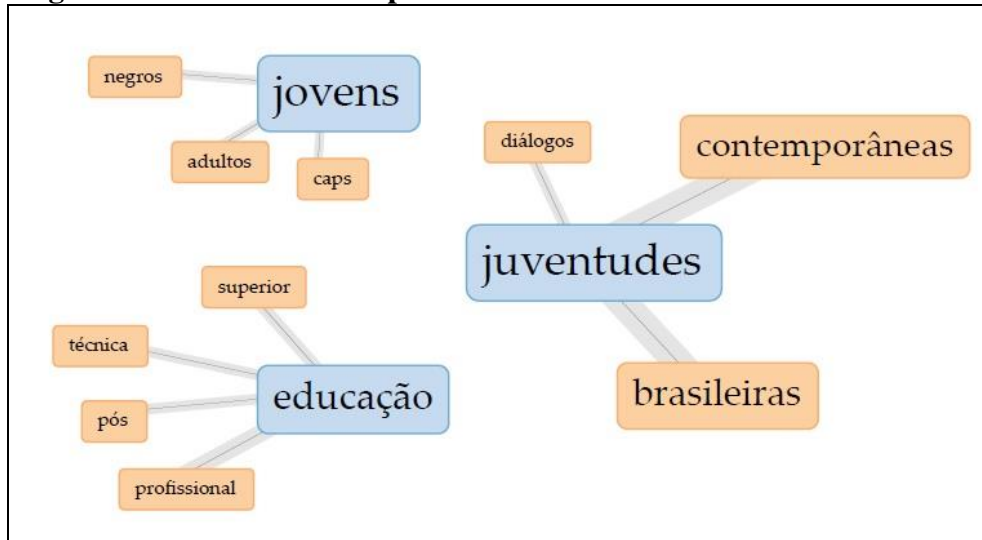 negros
jovens
adultos
caps
diálogos
contemporâneas
juventudes
brasileiras
superior
técnica
educação
pós
profissional